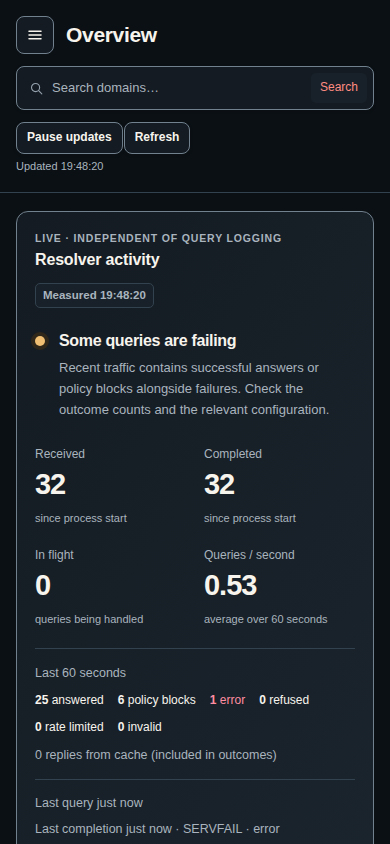 Overview
Search domains…
Search
Pause updates
Refresh
Updated 19:48:20
LIVE · INDEPENDENT OF QUERY LOGGING
Resolver activity
Measured 19:48:20
Some queries are failing
Recent traffic contains successful answers or
policy blocks alongside failures. Check the
outcome counts and the relevant configuration.
Received
Completed
32
32
since process start
since process start
In flight
Queries / second
0
0.53
queries being handled
average over 60 seconds
Last 60 seconds
25 answered 6 policy blocks 1 error 0 refused
0 rate limited 0 invalid
0 replies from cache (included in outcomes)
Last query just now
Last completion just now · SERVFAIL · error